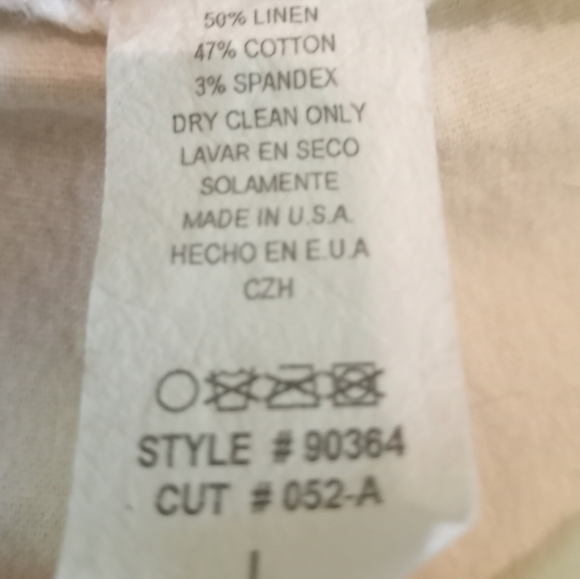 50% LINEN
47% COTTON
3% SPANDEX
DRY CLEAN ONLY
LAVAR EN SECO
SOLAMENTE
MADE IN U.S.A.
HECHO EN E.U.A
CZH
STYLE # 90364
CUT # 052-A